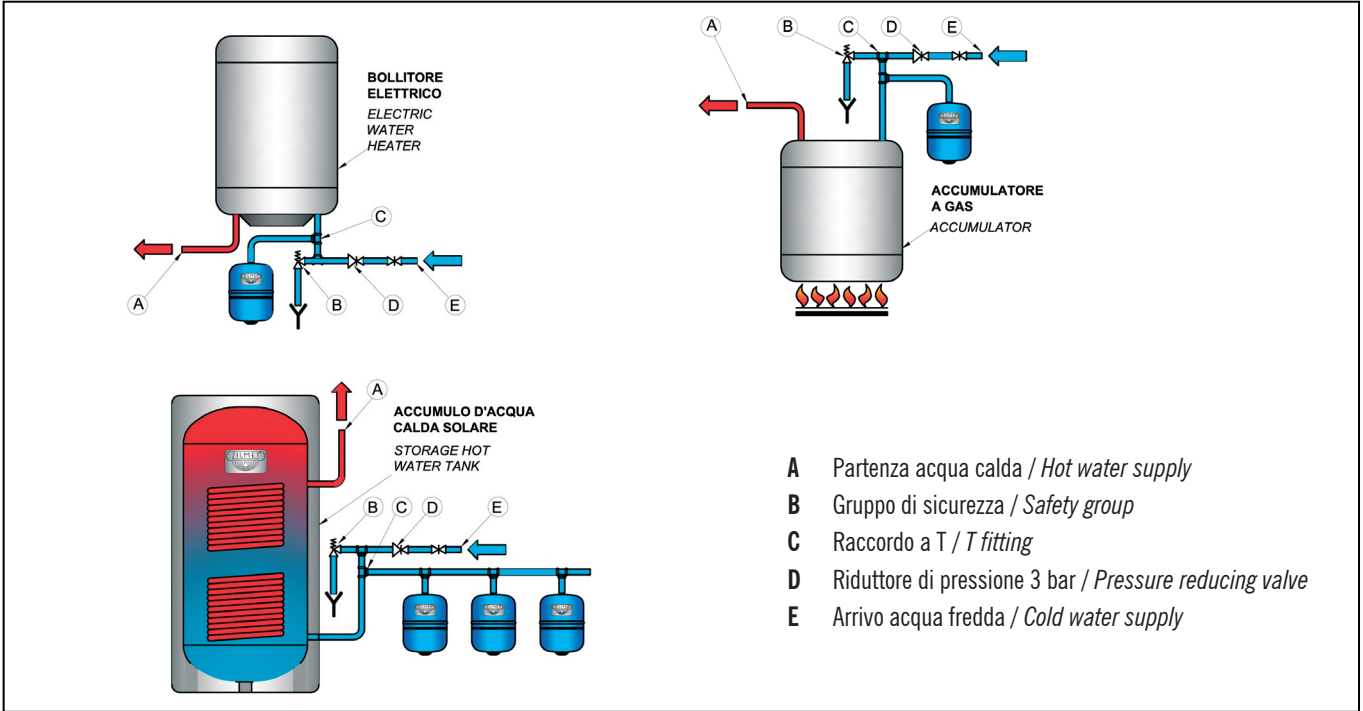 BOLLITORE
ELETTRICO
ELECTRIC
WATER
HEATER
C
A
B
D
E
A
B
C
D
E
ACCUMULATORE
A GAS
ACCUMULATOR
A
ACCUMULO D'ACQUA
CALDA SOLARE
STORAGE HOT
WATER TANK
ZILMET
B
C
D
E
A Partenza acqua calda / Hot water supply
B Gruppo di sicurezza / Safety group
C Raccordo a T / T fitting
D Riduttore di pressione 3 bar / Pressure reducing valve
E Arrivo acqua fredda / Cold water supply